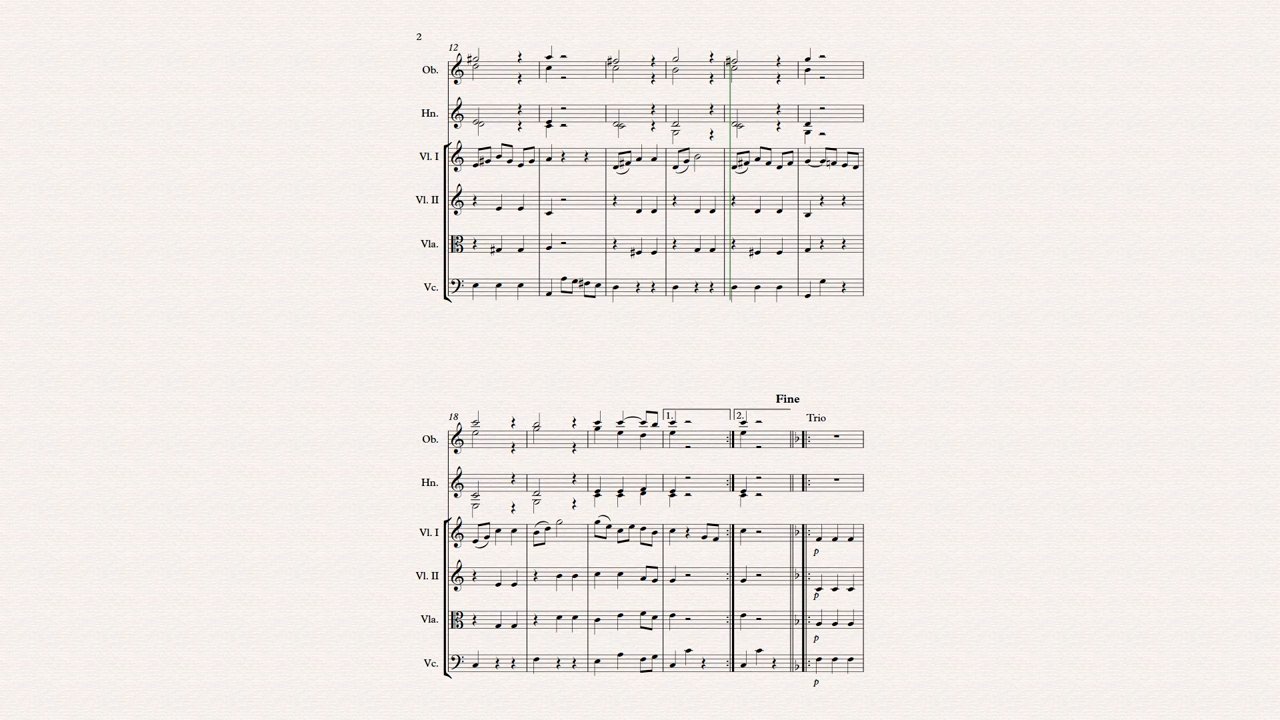 2
12
Ob.
Hn.
Vl. I
Vl. II
Vla.
Vc.
Fine
18
1.
2.
Trio
Ob.
Hn.
Vl. I
p
Vl. II
p
Vla.
p
Vc.
p